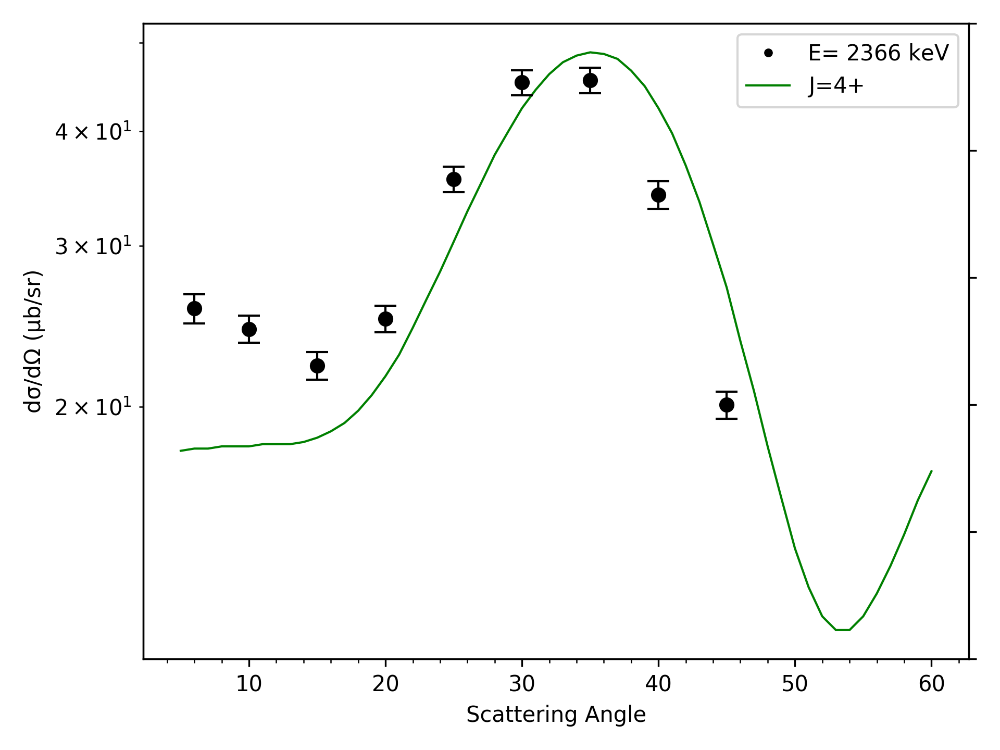 E= 2366 keV
J=4+
4×10¹
3×10¹
2×10¹
dσ/dΩ (μb/sr)
10 20 30 40 50 60
Scattering Angle